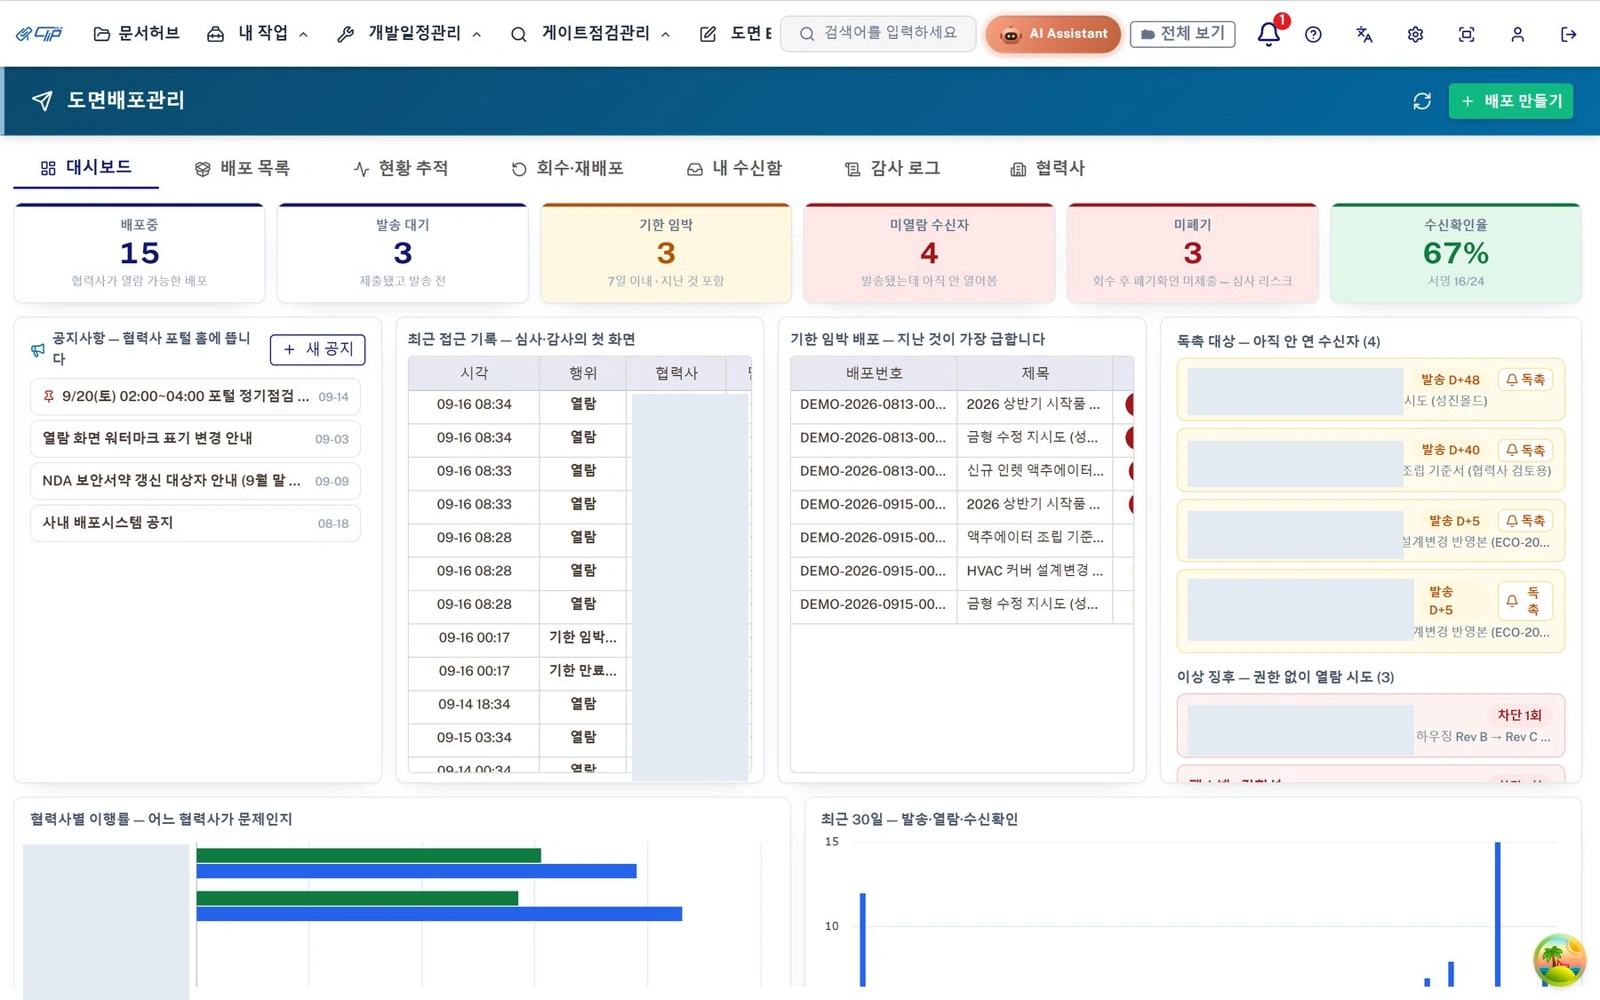 CIP
문서허브
내 작업
개발일정관리
게이트점검관리
도면
검색어를 입력하세요
AI Assistant
전체 보기
1
도면배포관리
+ 배포 만들기
대시보드
배포 목록
현황 추적
회수·재배포
내 수신함
감사 로그
협력사
배포중
15
협력사가 열람 가능한 배포
발송 대기
3
제출됐고 발송 전
기한 임박
3
7일 이내 · 지난 것 포함
미열람 수신자
4
발송됐는데 아직 안 열어봄
미폐기
3
회수 후 폐기확인 미제출 — 심사 리스크
수신확인율
67%
서명 16/24
공지사항 — 협력사 포털 홈에 뜹니
다
+ 새 공지
9/20(토) 02:00~04:00 포털 정기점검 ... 09-14
열람 화면 워터마크 표기 변경 안내 09-03
NDA 보안서약 갱신 대상자 안내 (9월 말 ... 09-09
사내 배포시스템 공지 08-18
최근 접근 기록 — 심사·감사의 첫 화면
시각 행위 협력사
09-16 08:34 열람
09-16 08:34 열람
09-16 08:33 열람
09-16 08:33 열람
09-16 08:28 열람
09-16 08:28 열람
09-16 08:28 열람
09-16 00:17 기한 임박...
09-16 00:17 기한 만료...
09-14 18:34 열람
09-15 03:34 열람
09-14 00:34 열람
기한 임박 배포 — 지난 것이 가장 급합니다
배포번호 제목
DEMO-2026-0813-00... 2026 상반기 시작품 ...
DEMO-2026-0813-00... 금형 수정 지시도 (성...
DEMO-2026-0813-00... 신규 인렛 액추에이터...
DEMO-2026-0915-00... 2026 상반기 시작품 ...
DEMO-2026-0915-00... 액추에이터 조립 기준...
DEMO-2026-0915-00... HVAC 커버 설계변경 ...
DEMO-2026-0915-00... 금형 수정 지시도 (성...
독촉 대상 — 아직 안 연 수신자 (4)
발송 D+48 독촉
시도 (성진몰드)
발송 D+40 독촉
조립 기준서 (협력사 검토용)
발송 D+5 독촉
설계변경 반영본 (ECO-20...
발송
D+5
독
촉
계변경 반영본 (ECO-20...
이상 징후 — 권한 없이 열람 시도 (3)
차단 1회
하우징 Rev B → Rev C ...
협력사별 이행률 — 어느 협력사가 문제인지
최근 30일 — 발송·열람·수신확인
15
10